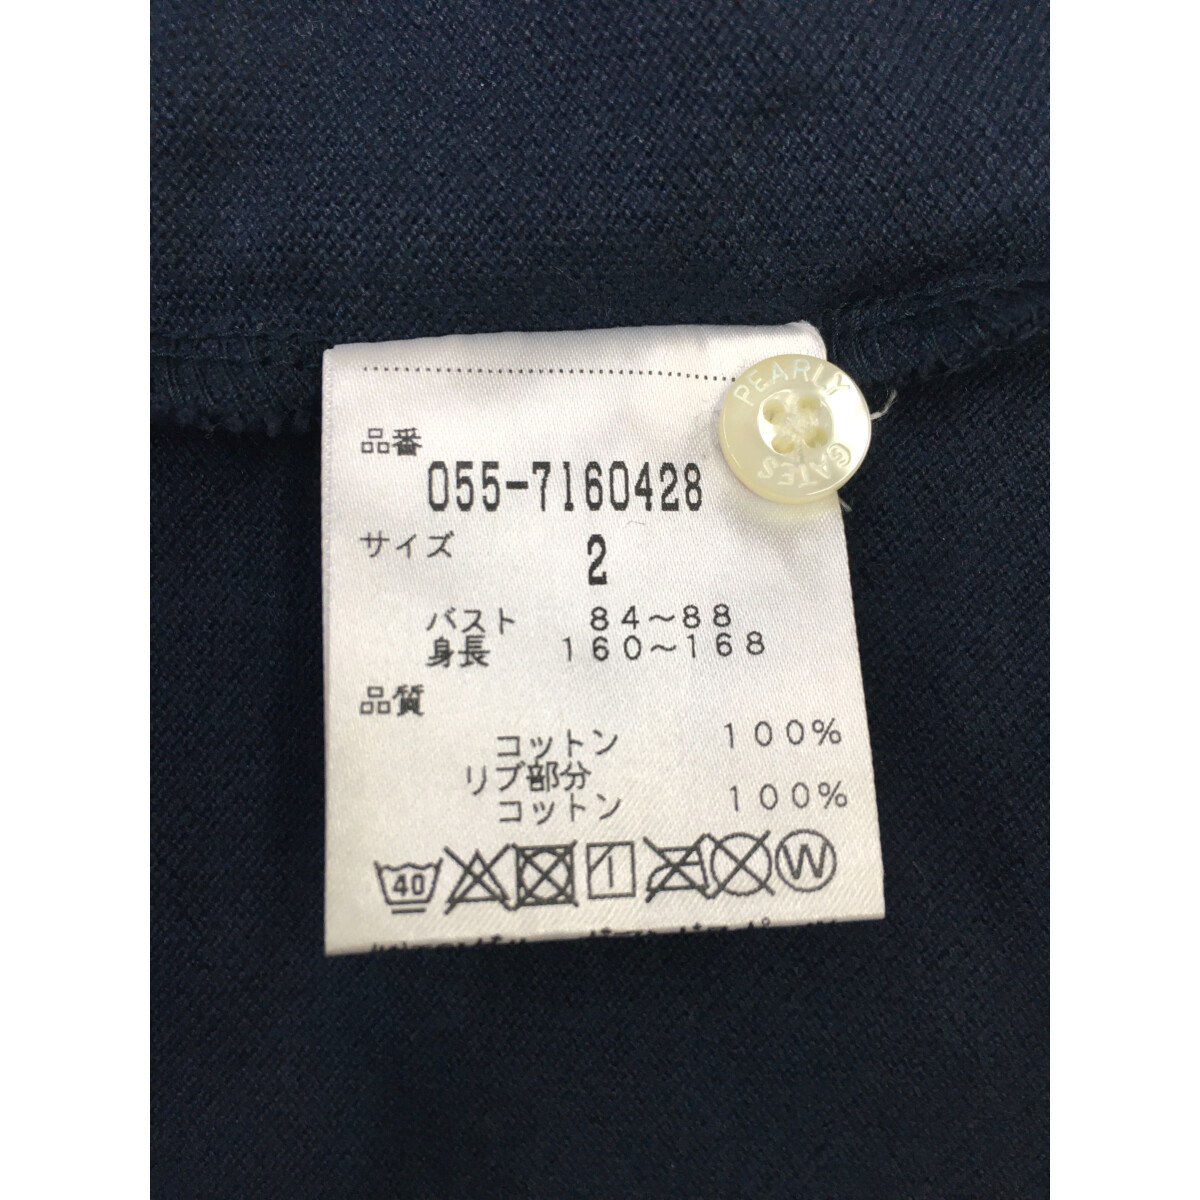 PEARLY
GATES
品番
055-7160428
サイズ 2
バスト 84～88
身長 160～168
品質
コットン 100%
リブ部分
コットン 100%
40
W